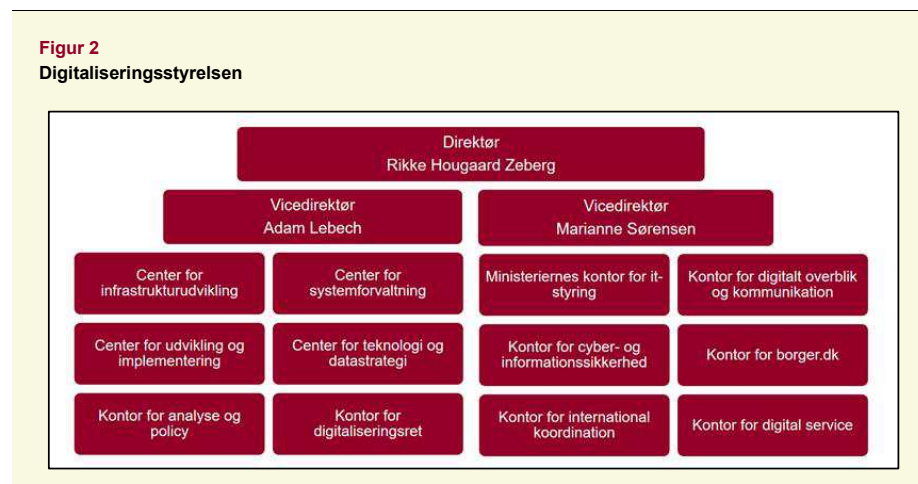 Figur 2
Digitaliseringsstyrelsen
Direktør
Rikke Hougaard Zeberg
Vicedirektør
Adam Lebech
Vicedirektør
Marianne Sørensen
Center for
infrastrukturudvikling
Center for
systemforvaltning
Ministeriernes kontor for it-
styring
Kontor for digitalt overblik
og kommunikation
Center for udvikling og
implementering
Center for teknologi og
datastrategi
Kontor for cyber- og
informationssikkerhed
Kontor for borger.dk
Kontor for analyse og
policy
Kontor for
digitaliseringsret
Kontor for international
koordination
Kontor for digital service